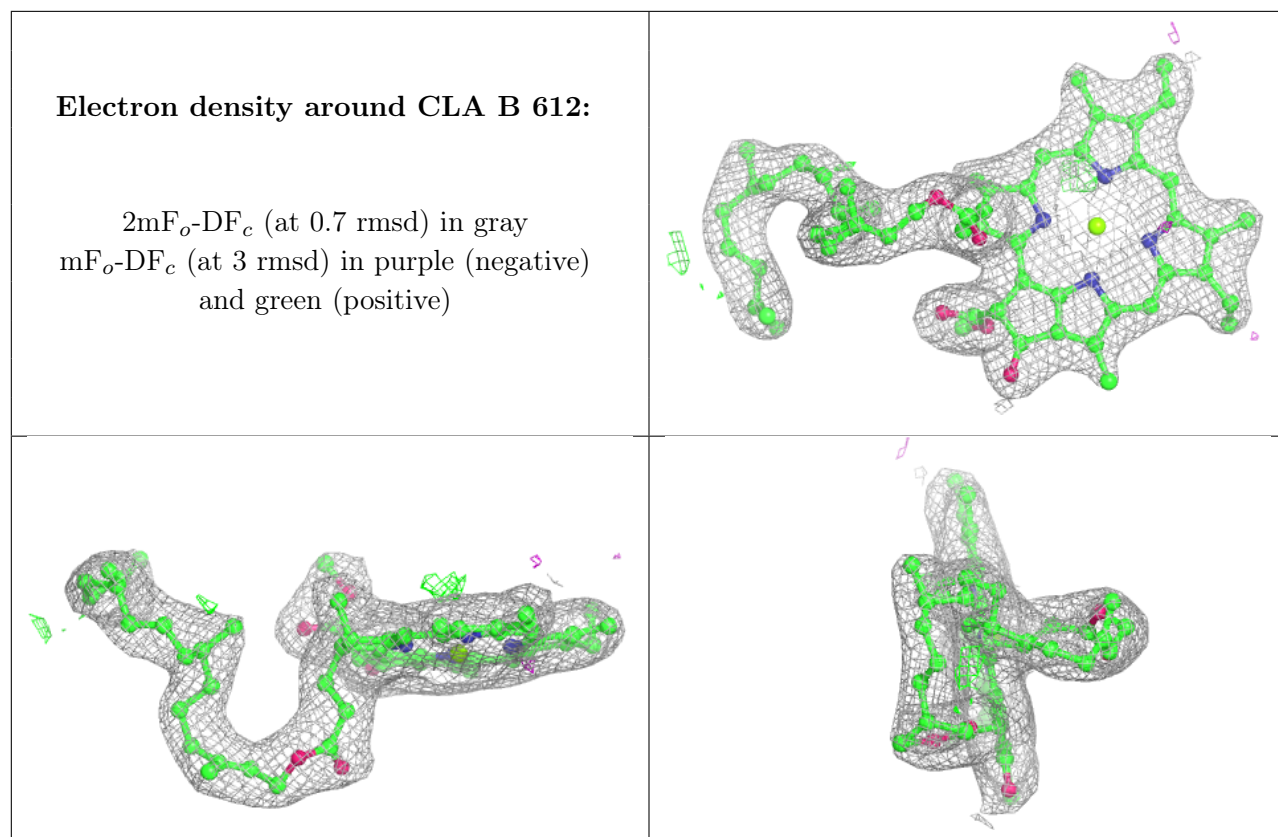 Electron density around CLA B 612:
2mFo-DFc (at 0.7 rmsd) in gray
mFo-DFc (at 3 rmsd) in purple (negative)
and green (positive)